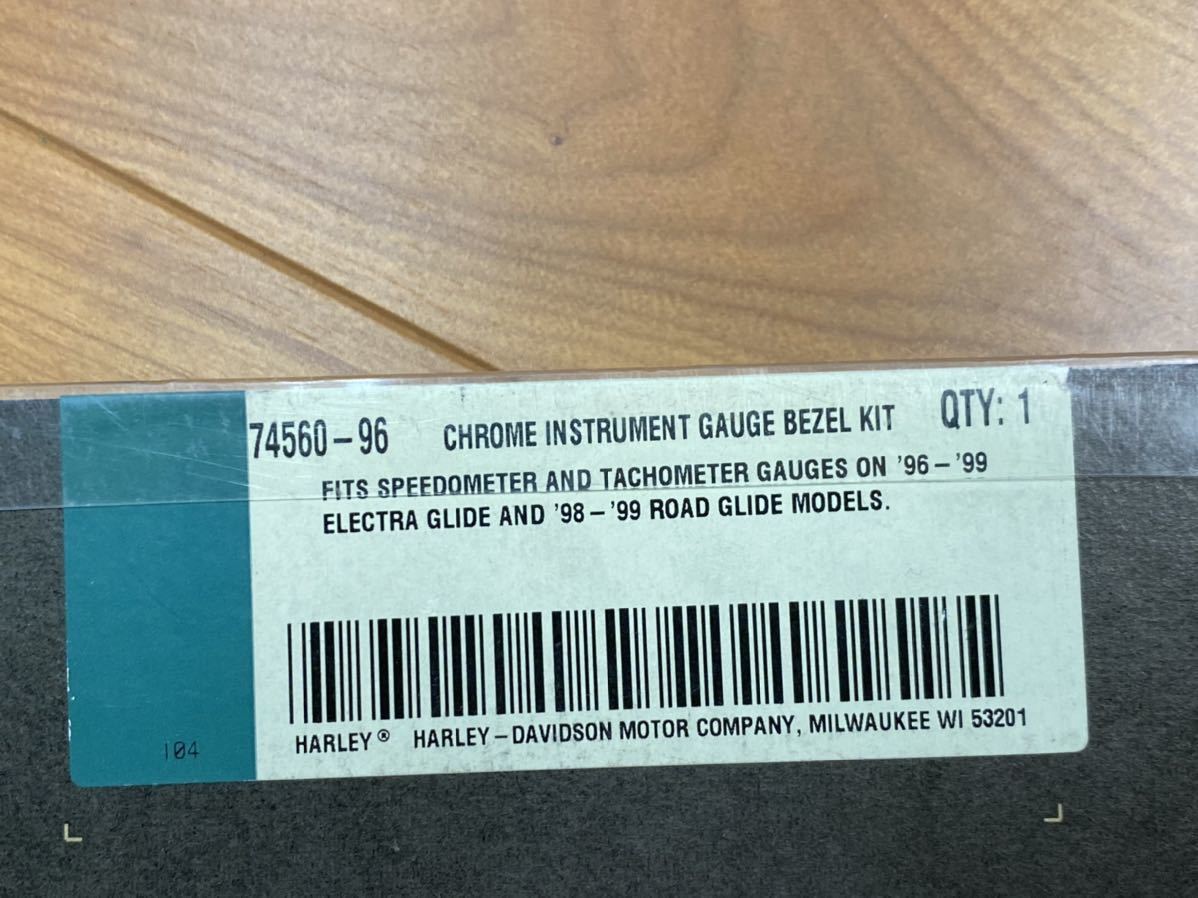 74560-96 CHROME INSTRUMENT GAUGE BEZEL KIT QTY: 1
FITS SPEEDOMETER AND TACHOMETER GAUGES ON '96-'99
ELECTRA GLIDE AND '98-'99 ROAD GLIDE MODELS.
HARLEY® HARLEY-DAVIDSON MOTOR COMPANY, MILWAUKEE WI 53201
104